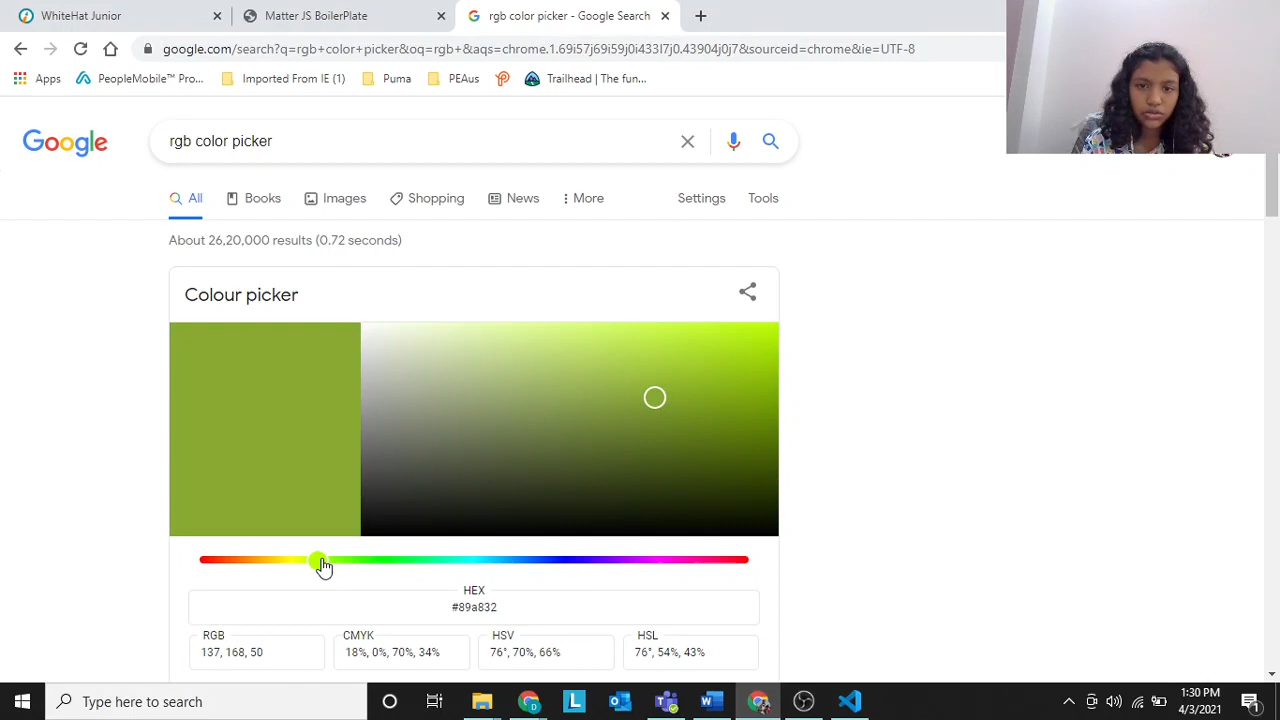 WhiteHat Junior
Matter JS BoilerPlate
rgb color picker - Google Search
google.com/search?q=rgb+color+picker&oq=rgb+&aqs=chrome.1.69i57j69i59j0i433l7j0.43904j0j7&sourceid=chrome&ie=UTF-8
Apps
PeopleMobile™ Pro...
Imported From IE (1)
Puma
PEAus
Trailhead | The fun...
Google
rgb color picker
All
Books
Images
Shopping
News
More
Settings
Tools
About 26,20,000 results (0.72 seconds)
Colour picker
HEX
#89a832
RGB
137, 168, 50
CMYK
18%, 0%, 70%, 34%
HSV
76°, 70%, 66%
HSL
76°, 54%, 43%
Type here to search
1:30 PM
4/3/2021